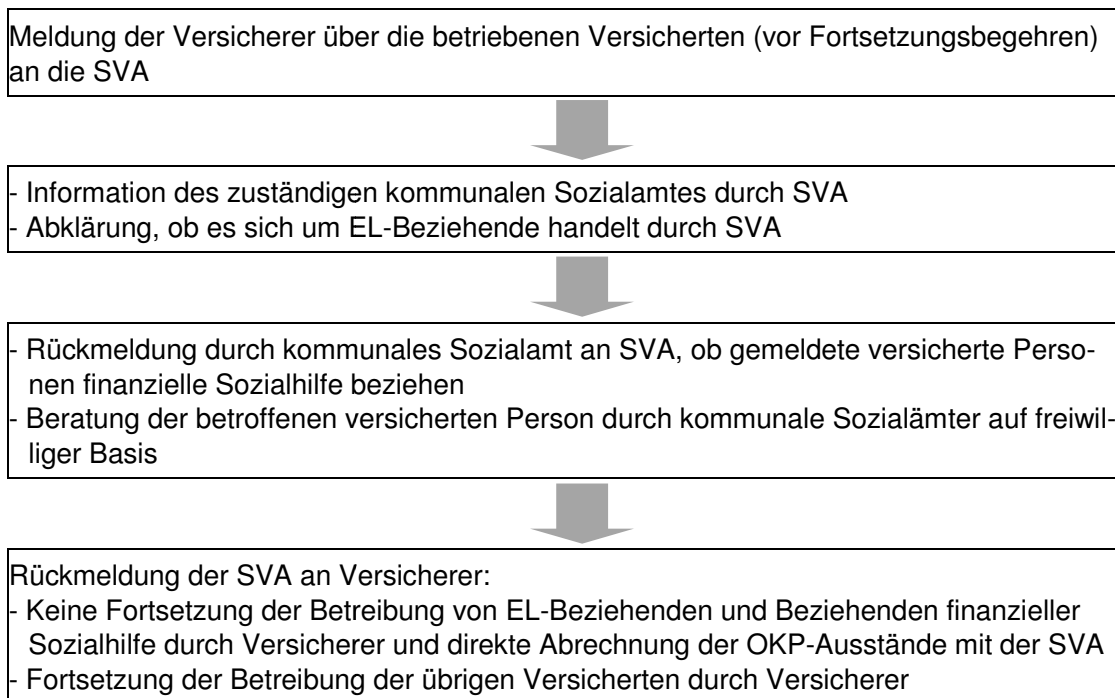 Meldung der Versicherer über die betriebenen Versicherten (vor Fortsetzungsbegehren)
an die SVA
- Information des zuständigen kommunalen Sozialamtes durch SVA
- Abklärung, ob es sich um EL-Beziehende handelt durch SVA
- Rückmeldung durch kommunales Sozialamt an SVA, ob gemeldete versicherte Perso-
nen finanzielle Sozialhilfe beziehen
- Beratung der betroffenen versicherten Person durch kommunale Sozialämter auf freiwil-
liger Basis
Rückmeldung der SVA an Versicherer:
- Keine Fortsetzung der Betreibung von EL-Beziehenden und Beziehenden finanzieller
Sozialhilfe durch Versicherer und direkte Abrechnung der OKP-Ausstände mit der SVA
- Fortsetzung der Betreibung der übrigen Versicherten durch Versicherer